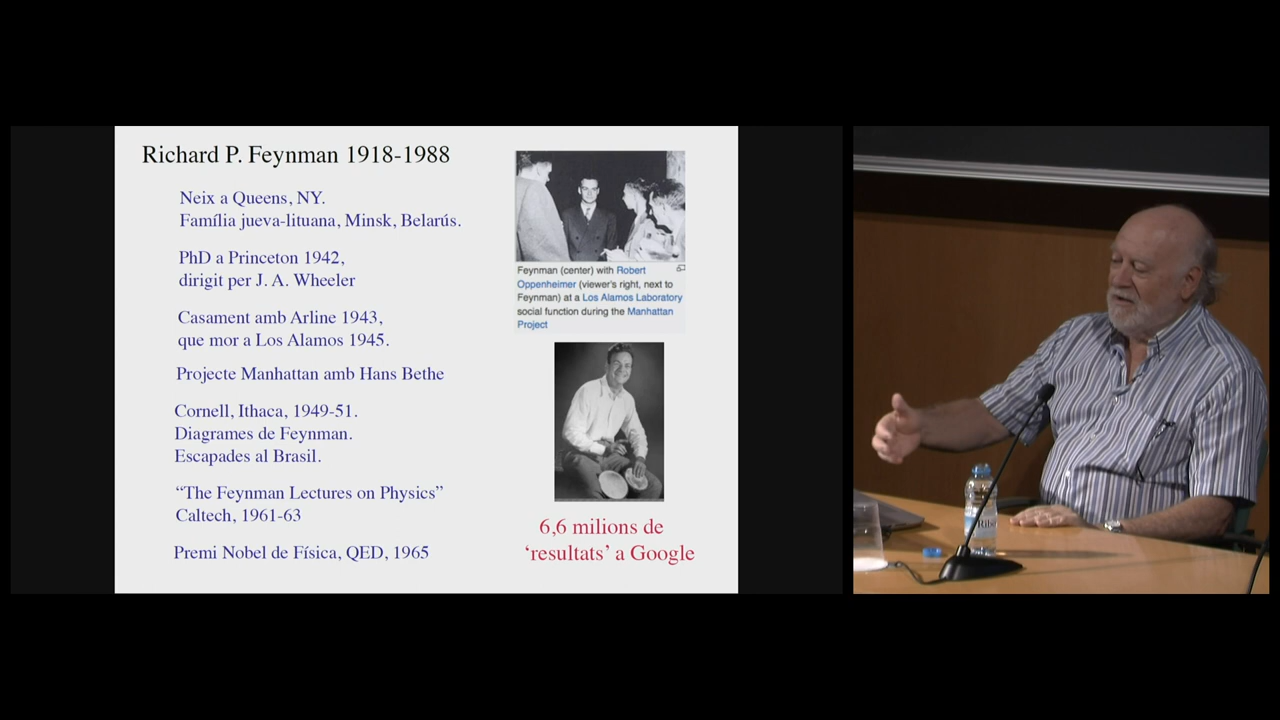 Richard P. Feynman 1918-1988
Neix a Queens, NY.
Família jueva-lituana, Minsk, Belarús.
PhD a Princeton 1942,
dirigit per J. A. Wheeler
Casament amb Arline 1943,
que mor a Los Alamos 1945.
Projecte Manhattan amb Hans Bethe
Cornell, Ithaca, 1949-51.
Diagrames de Feynman.
Escapades al Brasil.
“The Feynman Lectures on Physics”
Caltech, 1961-63
Premi Nobel de Física, QED, 1965
Feynman (center) with Robert
Oppenheimer (viewer's right, next to
Feynman) at a Los Alamos Laboratory
social function during the Manhattan
Project
6,6 milions de
‘resultats’ a Google